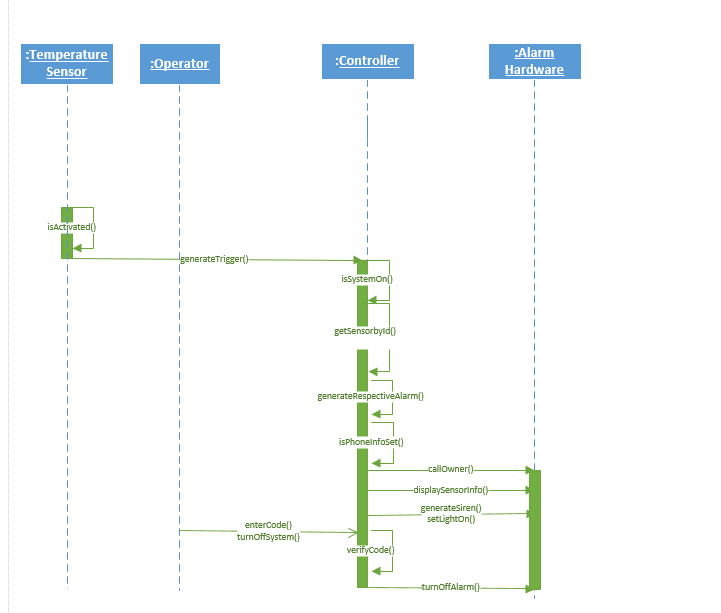 :Temperature
Sensor
:Operator
:Controller
:Alarm
Hardware
isActivated()
generateTrigger()
isSystemOn()
getSensorbyId()
generateRespectiveAlarm()
isPhoneInfoSet()
callOwner()
displaySensorInfo()
generateSiren()
setLightOn()
enterCode()
turnOffSystem()
verifyCode()
turnOffAlarm()